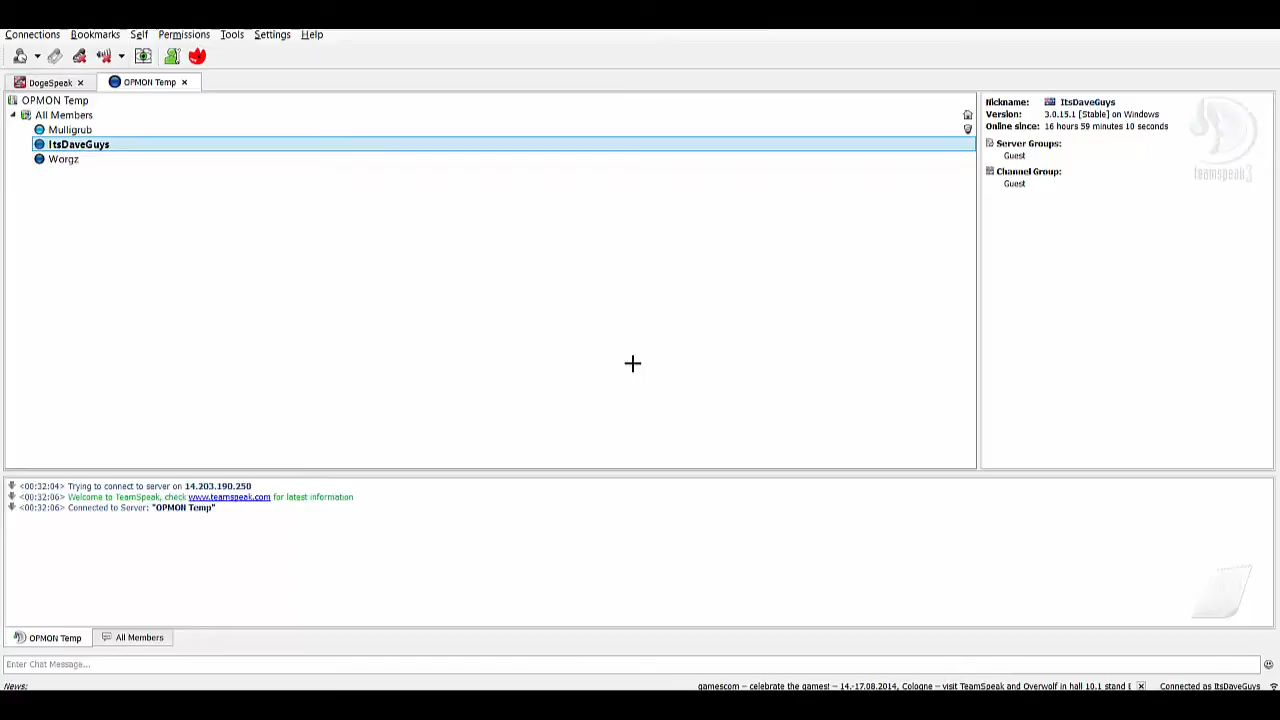 Connections Bookmarks Self Permissions Tools Settings Help
DogeSpeak OPMON Temp
OPMON Temp
All Members
Mulligrub
ItsDaveGuys
Worgz
Nickname: ItsDaveGuys
Version: 3.0.15.1 [Stable] on Windows
Online since: 16 hours 59 minutes 10 seconds
Server Groups:
Guest
Channel Group:
Guest
teamspeak3
<00:32:04> Trying to connect to server on 14.203.190.250
<00:32:06> Welcome to TeamSpeak, check www.teamspeak.com for latest information
<00:32:06> Connected to Server: "OPMON Temp"
OPMON Temp All Members
Enter Chat Message...
News: gamescom – celebrate the games! – 14.-17.08.2014, Cologne – visit TeamSpeak and Overwolf in hall 10.1 stand Connected as ItsDaveGuys